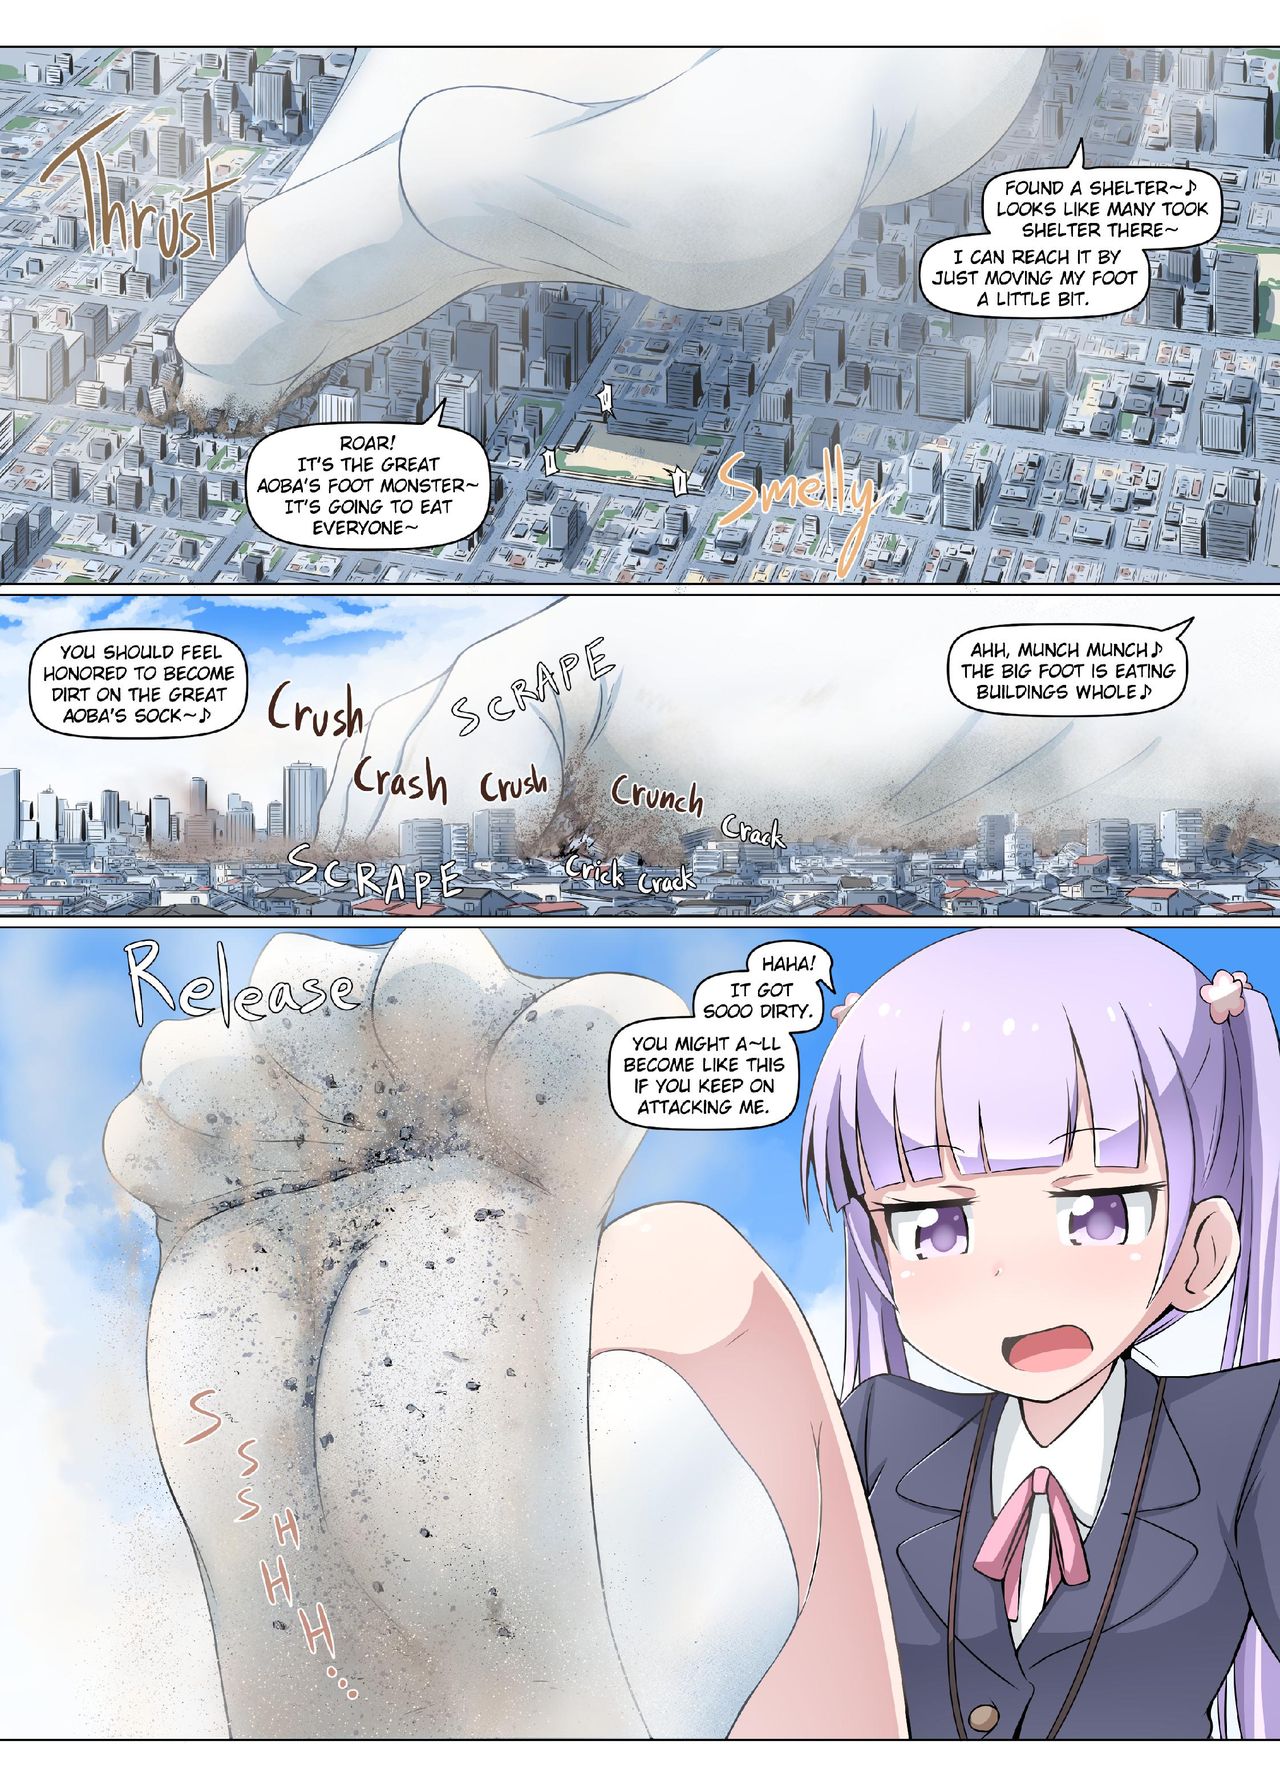 Thrust
FOUND A SHELTER~♪
LOOKS LIKE MANY TOOK
SHELTER THERE~
I CAN REACH IT BY
JUST MOVING MY FOOT
A LITTLE BIT.
ROAR!
IT'S THE GREAT
AOBA'S FOOT MONSTER~
IT'S GOING TO EAT
EVERYONE~
Smelly
YOU SHOULD FEEL
HONORED TO BECOME
DIRT ON THE GREAT
AOBA'S SOCK~♪
AHH, MUNCH MUNCH♪
THE BIG FOOT IS EATING
BUILDINGS WHOLE♪
SCRAPE
Crush
Crash
Crush
Crunch
Crack
SCRAPE
Crick
Crack
Release
HAHA!
IT GOT
SOOO DIRTY.
YOU MIGHT A~LL
BECOME LIKE THIS
IF YOU KEEP ON
ATTACKING ME.
SSSHHHH...